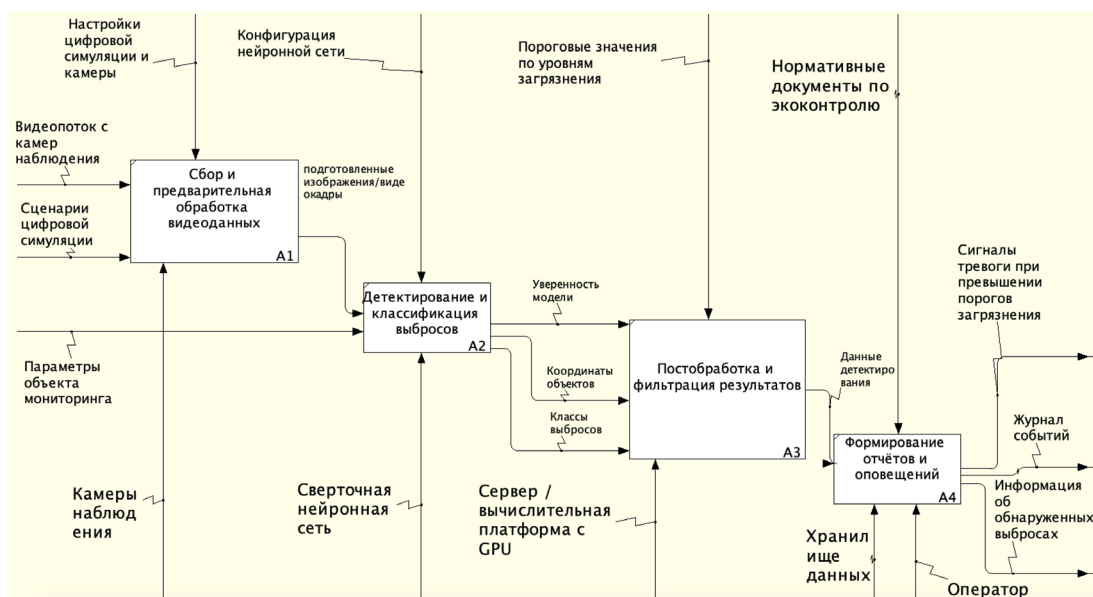 Настройки
цифровой
симуляции и
камеры
Конфигурация
нейронной сети
Пороговые значения
по уровням
загрязнения
Нормативные
документы по
экоконтролю
Видеопоток с
камер
наблюдения
Сбор и
предварительная
обработка
видеоданных
A1
подготовленные
изображения/виде
окадры
Сценарии
цифровой
симуляции
Детектирование и
классификация
выбросов
A2
Уверенность
модели
Координаты
объектов
Классы
выбросов
Параметры
объекта
мониторинга
Постобработка и
фильтрация результатов
A3
Данные
детектиро
вания
Сигналы
тревоги при
превышении
порогов
загрязнения
Формирование
отчётов и
оповещений
A4
Журнал
событий
Информация
об
обнаруженных
выбросах
Камеры
наблюд
ения
Сверточная
нейронная
сеть
Сервер /
вычислительная
платформа с
GPU
Хранил
ище
данных
Оператор